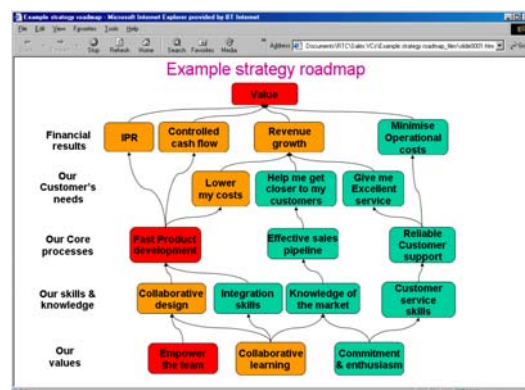 Example strategy roadmap - Microsoft Internet Explorer provided by BT Internet
File Edit View Favorites Tools Help
Stop Refresh Home Search Favorites Media
Address
Example strategy roadmap
Value
Financial results
IPR
Controlled cash flow
Revenue growth
Minimise Operational costs
Our Customer's needs
Lower my costs
Help me get closer to my customers
Give me Excellent service
Our Core processes
Fast Product development
Effective sales pipeline
Reliable Customer support
Our skills & knowledge
Collaborative design
Integration skills
Knowledge of the market
Customer service skills
Our values
Empower the team
Collaborative learning
Commitment & enthusiasm